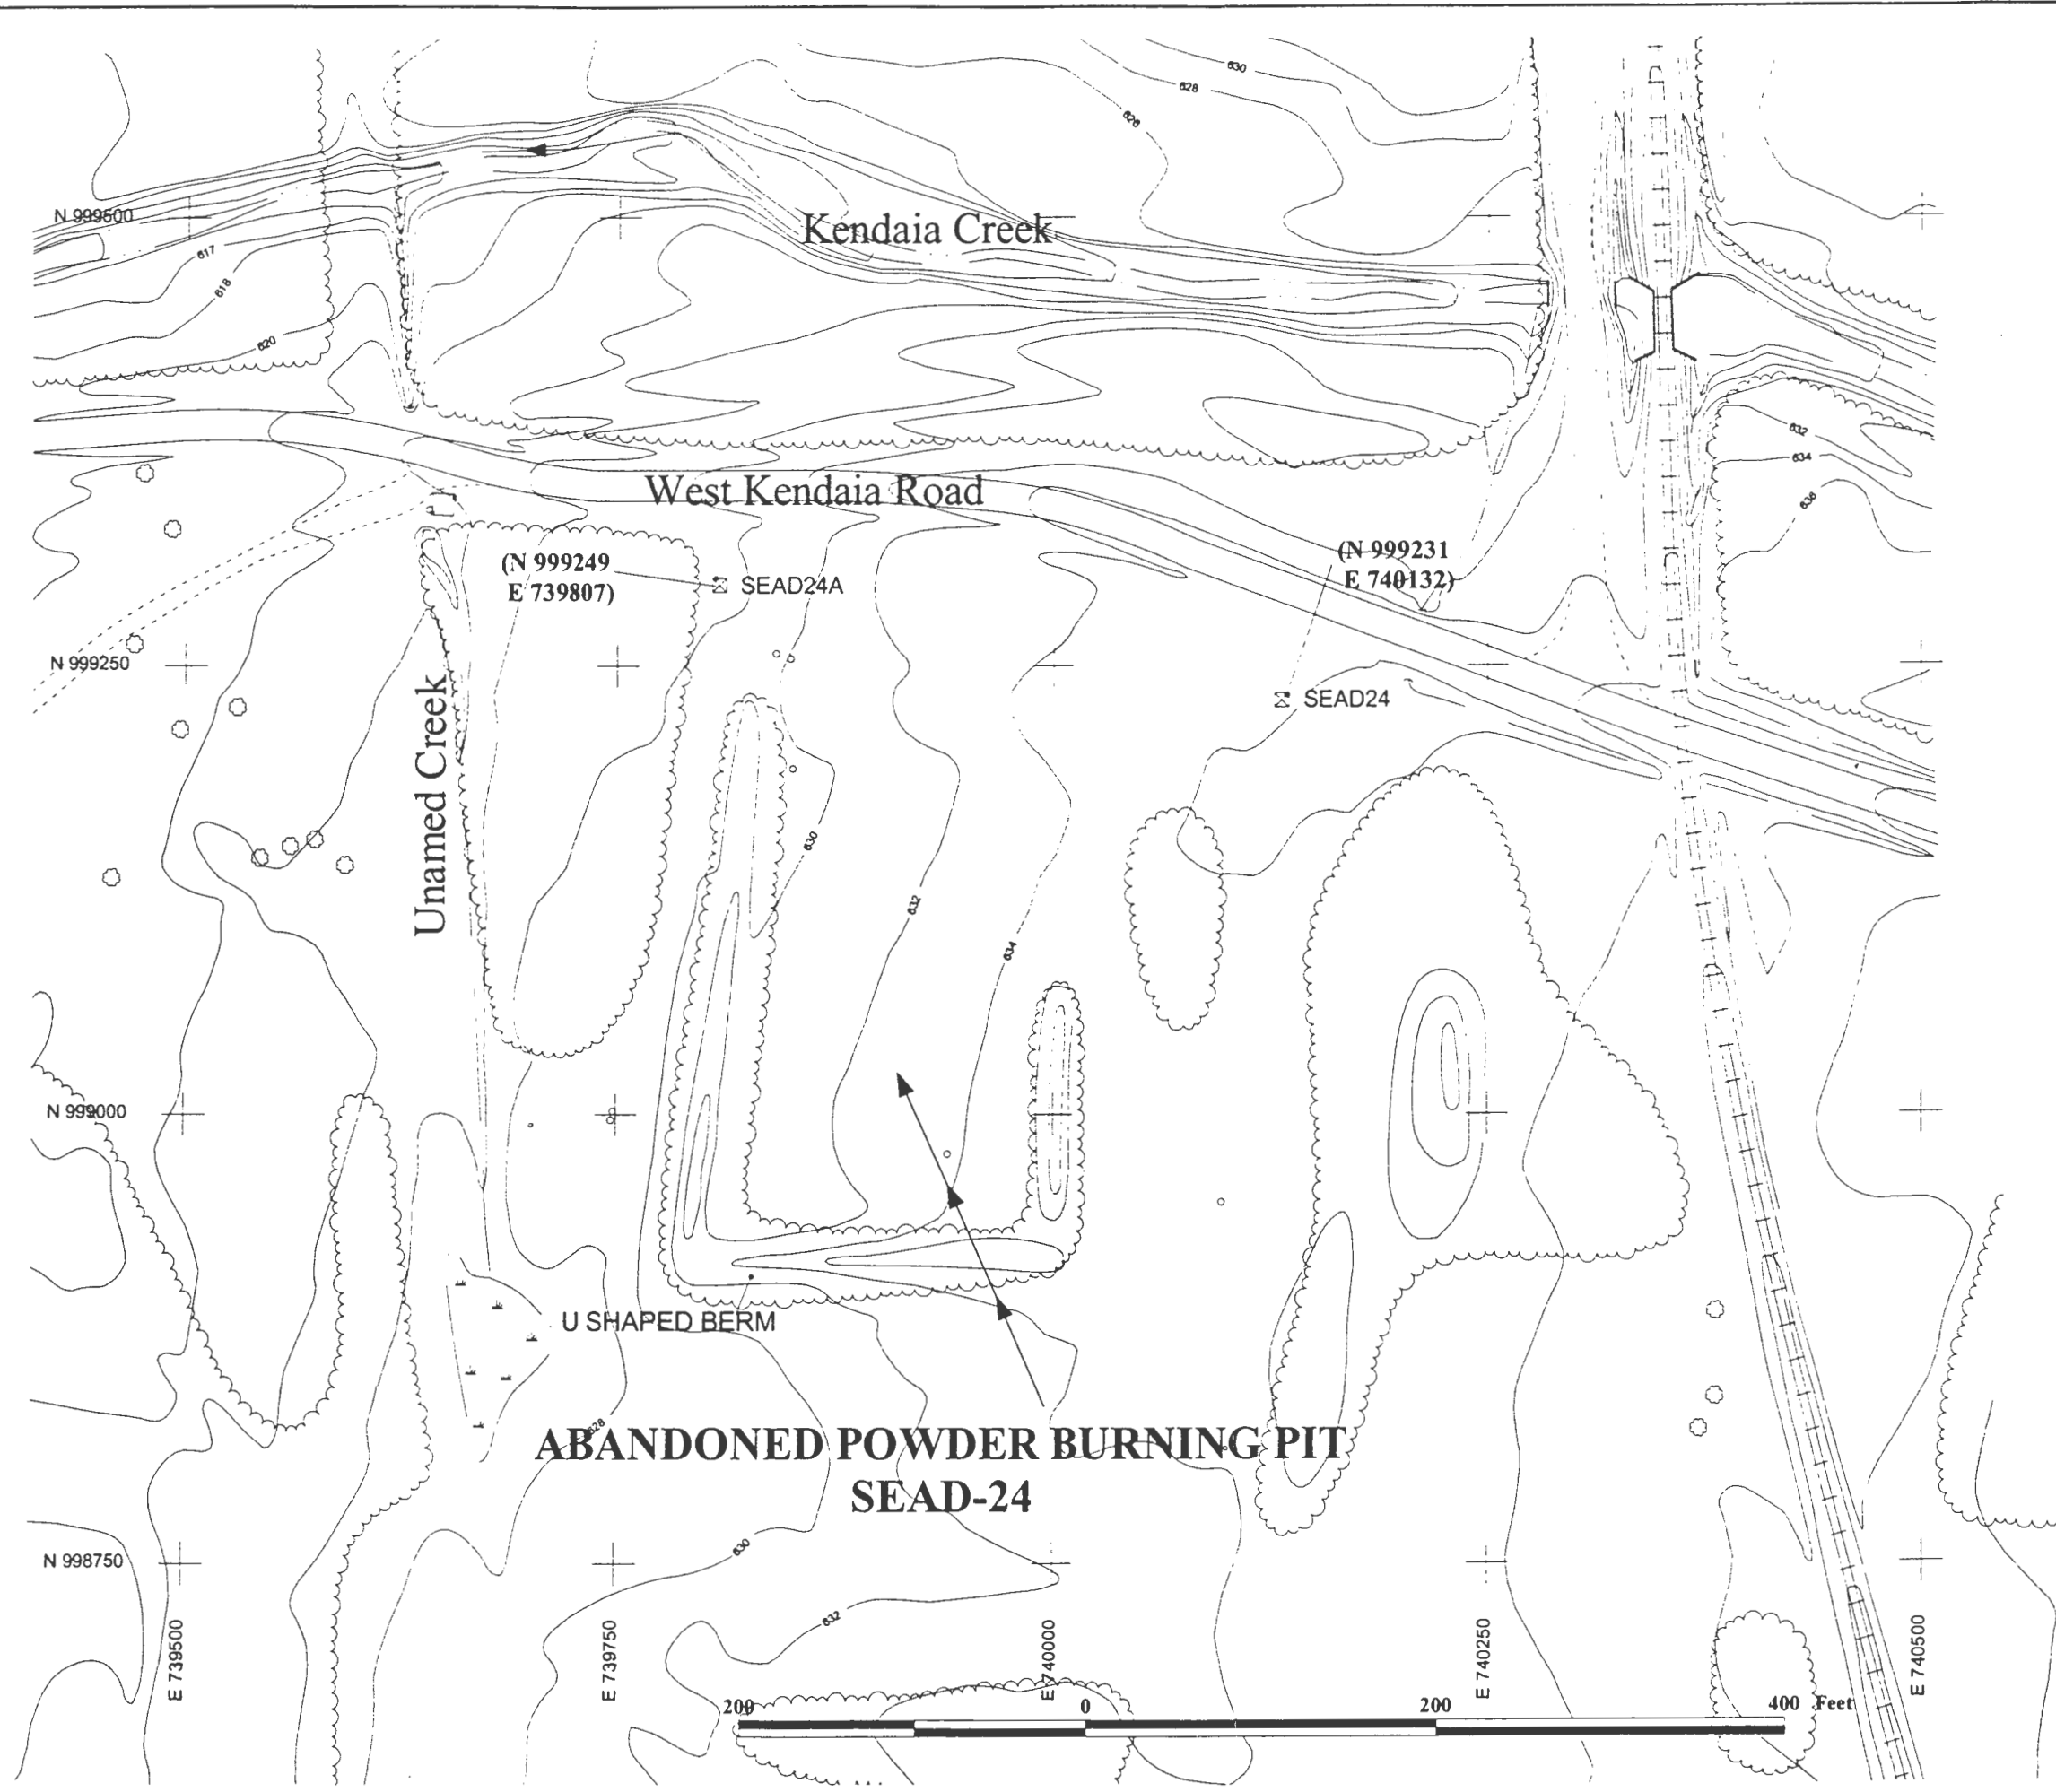 630
628
626
N 999500
Kendaia Creek
617
618
620
632
634
636
West Kendaia Road
(N 999249
E 739807)
SEAD24A
(N 999231
E 740132)
N 999250
SEAD24
Unamed Creek
630
632
634
N 999000
U SHAPED BERM
628
ABANDONED POWDER BURNING PIT
SEAD-24
N 998750
630
632
E 739500
E 739750
E 740000
E 740250
E 740500
200 0 200 400 Feet